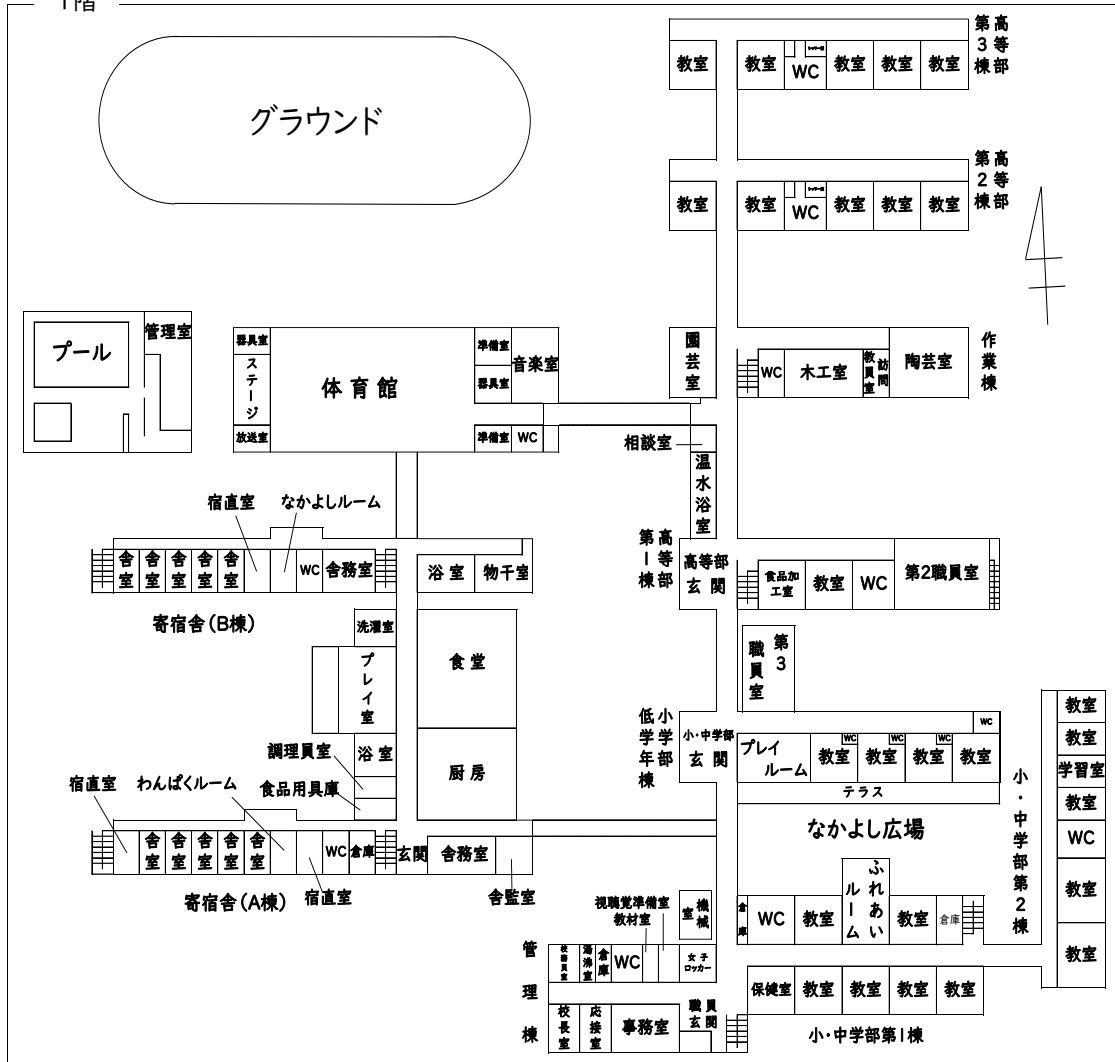 1階
グラウンド
第3棟
高等部
教室
教室
WC
シャワー室
教室
教室
教室
第2棟
高等部
教室
教室
WC
シャワー室
教室
教室
教室
プール
管理室
器具室
ステージ
放送室
体育館
準備室
器具室
音楽室
準備室
WC
園芸室
WC
木工室
教員室
訪問
陶芸室
作業棟
相談室
温水浴室
宿直室
なかよしルーム
舎室
舎室
舎室
舎室
舎室
WC
舎務室
寄宿舎(B棟)
浴室
物干室
第1棟
高等部
高等部
玄関
食品加
工室
教室
WC
第2職員室
洗濯室
プレイ室
食堂
職員室
第3
浴室
調理員室
食品用具庫
厨房
低学年棟
小学部
小・中学部
玄関
プレイ
ルーム
教室
WC
教室
WC
教室
WC
教室
WC
テラス
なかよし広場
教室
教室
学習室
教室
WC
教室
教室
小・中学部第2棟
宿直室
わんぱくルーム
舎室
舎室
舎室
舎室
舎室
WC
倉庫
玄関
舎務室
寄宿舎(A棟)
宿直室
舎監室
機械
室
視聴覚準備室
教材室
倉庫
WC
教室
ふれあい
ルーム
教室
倉庫
管理棟
校務員室
湯沸室
倉庫
WC
女子
ロッカー
校長室
応接室
事務室
職員
玄関
保健室
教室
教室
教室
教室
小・中学部第1棟